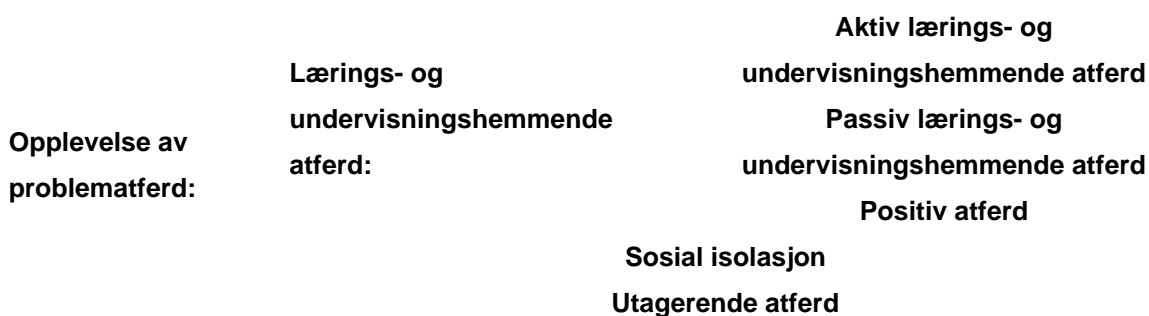 Opplevelse av
problematferd:
Lærings- og
undervisningshemmende
atferd:
Aktiv lærings- og
undervisningshemmende atferd
Passiv lærings- og
undervisningshemmende atferd
Positiv atferd
Sosial isolasjon
Utagerende atferd